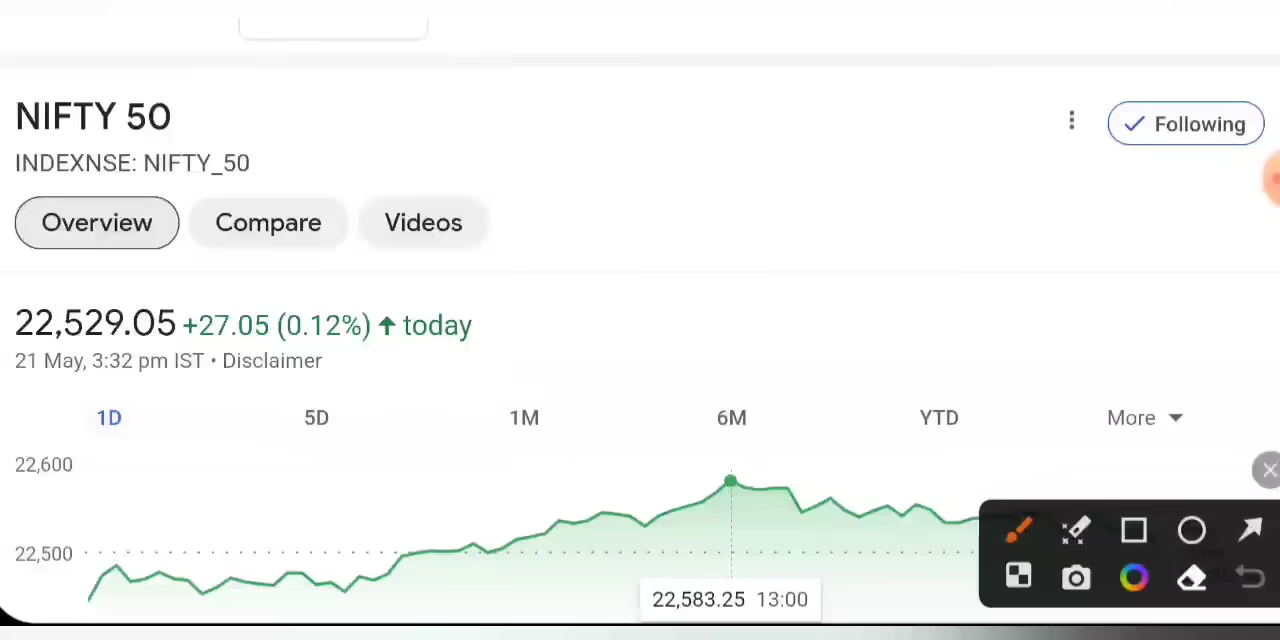 NIFTY 50
Following
INDEXNSE: NIFTY_50
Overview Compare Videos
22,529.05 +27.05 (0.12%) ↑ today
21 May, 3:32 pm IST • Disclaimer
1D 5D 1M 6M YTD More
22,600
22,500
22,583.25 13:00